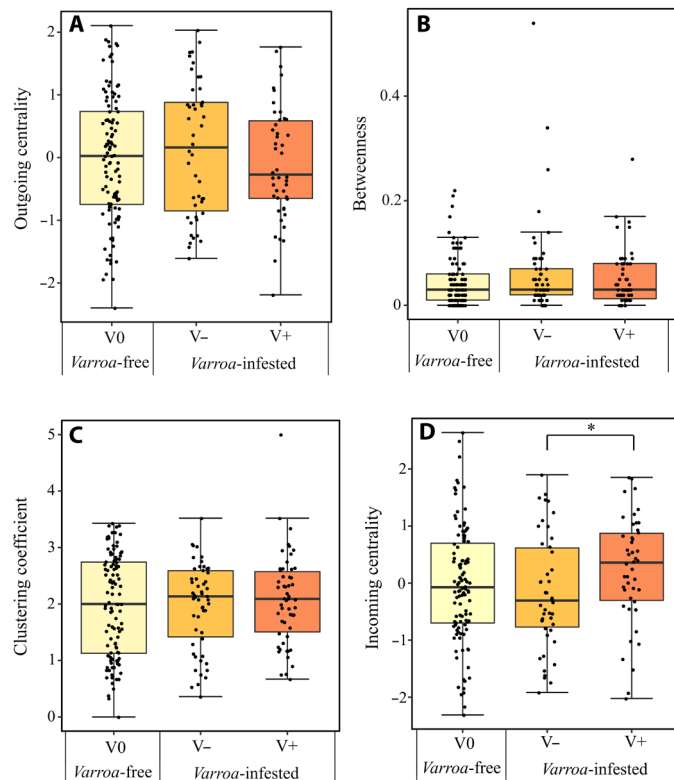 A
Outgoing centrality
2
1
0
−1
−2
V0
V−
V+
Varroa-free
Varroa-infested
B
Betweenness
0.4
0.2
0
V0
V−
V+
Varroa-free
Varroa-infested
C
Clustering coefficient
5
4
3
2
1
0
V0
V−
V+
Varroa-free
Varroa-infested
D
*
Incoming centrality
2
1
0
−1
−2
V0
V−
V+
Varroa-free
Varroa-infested